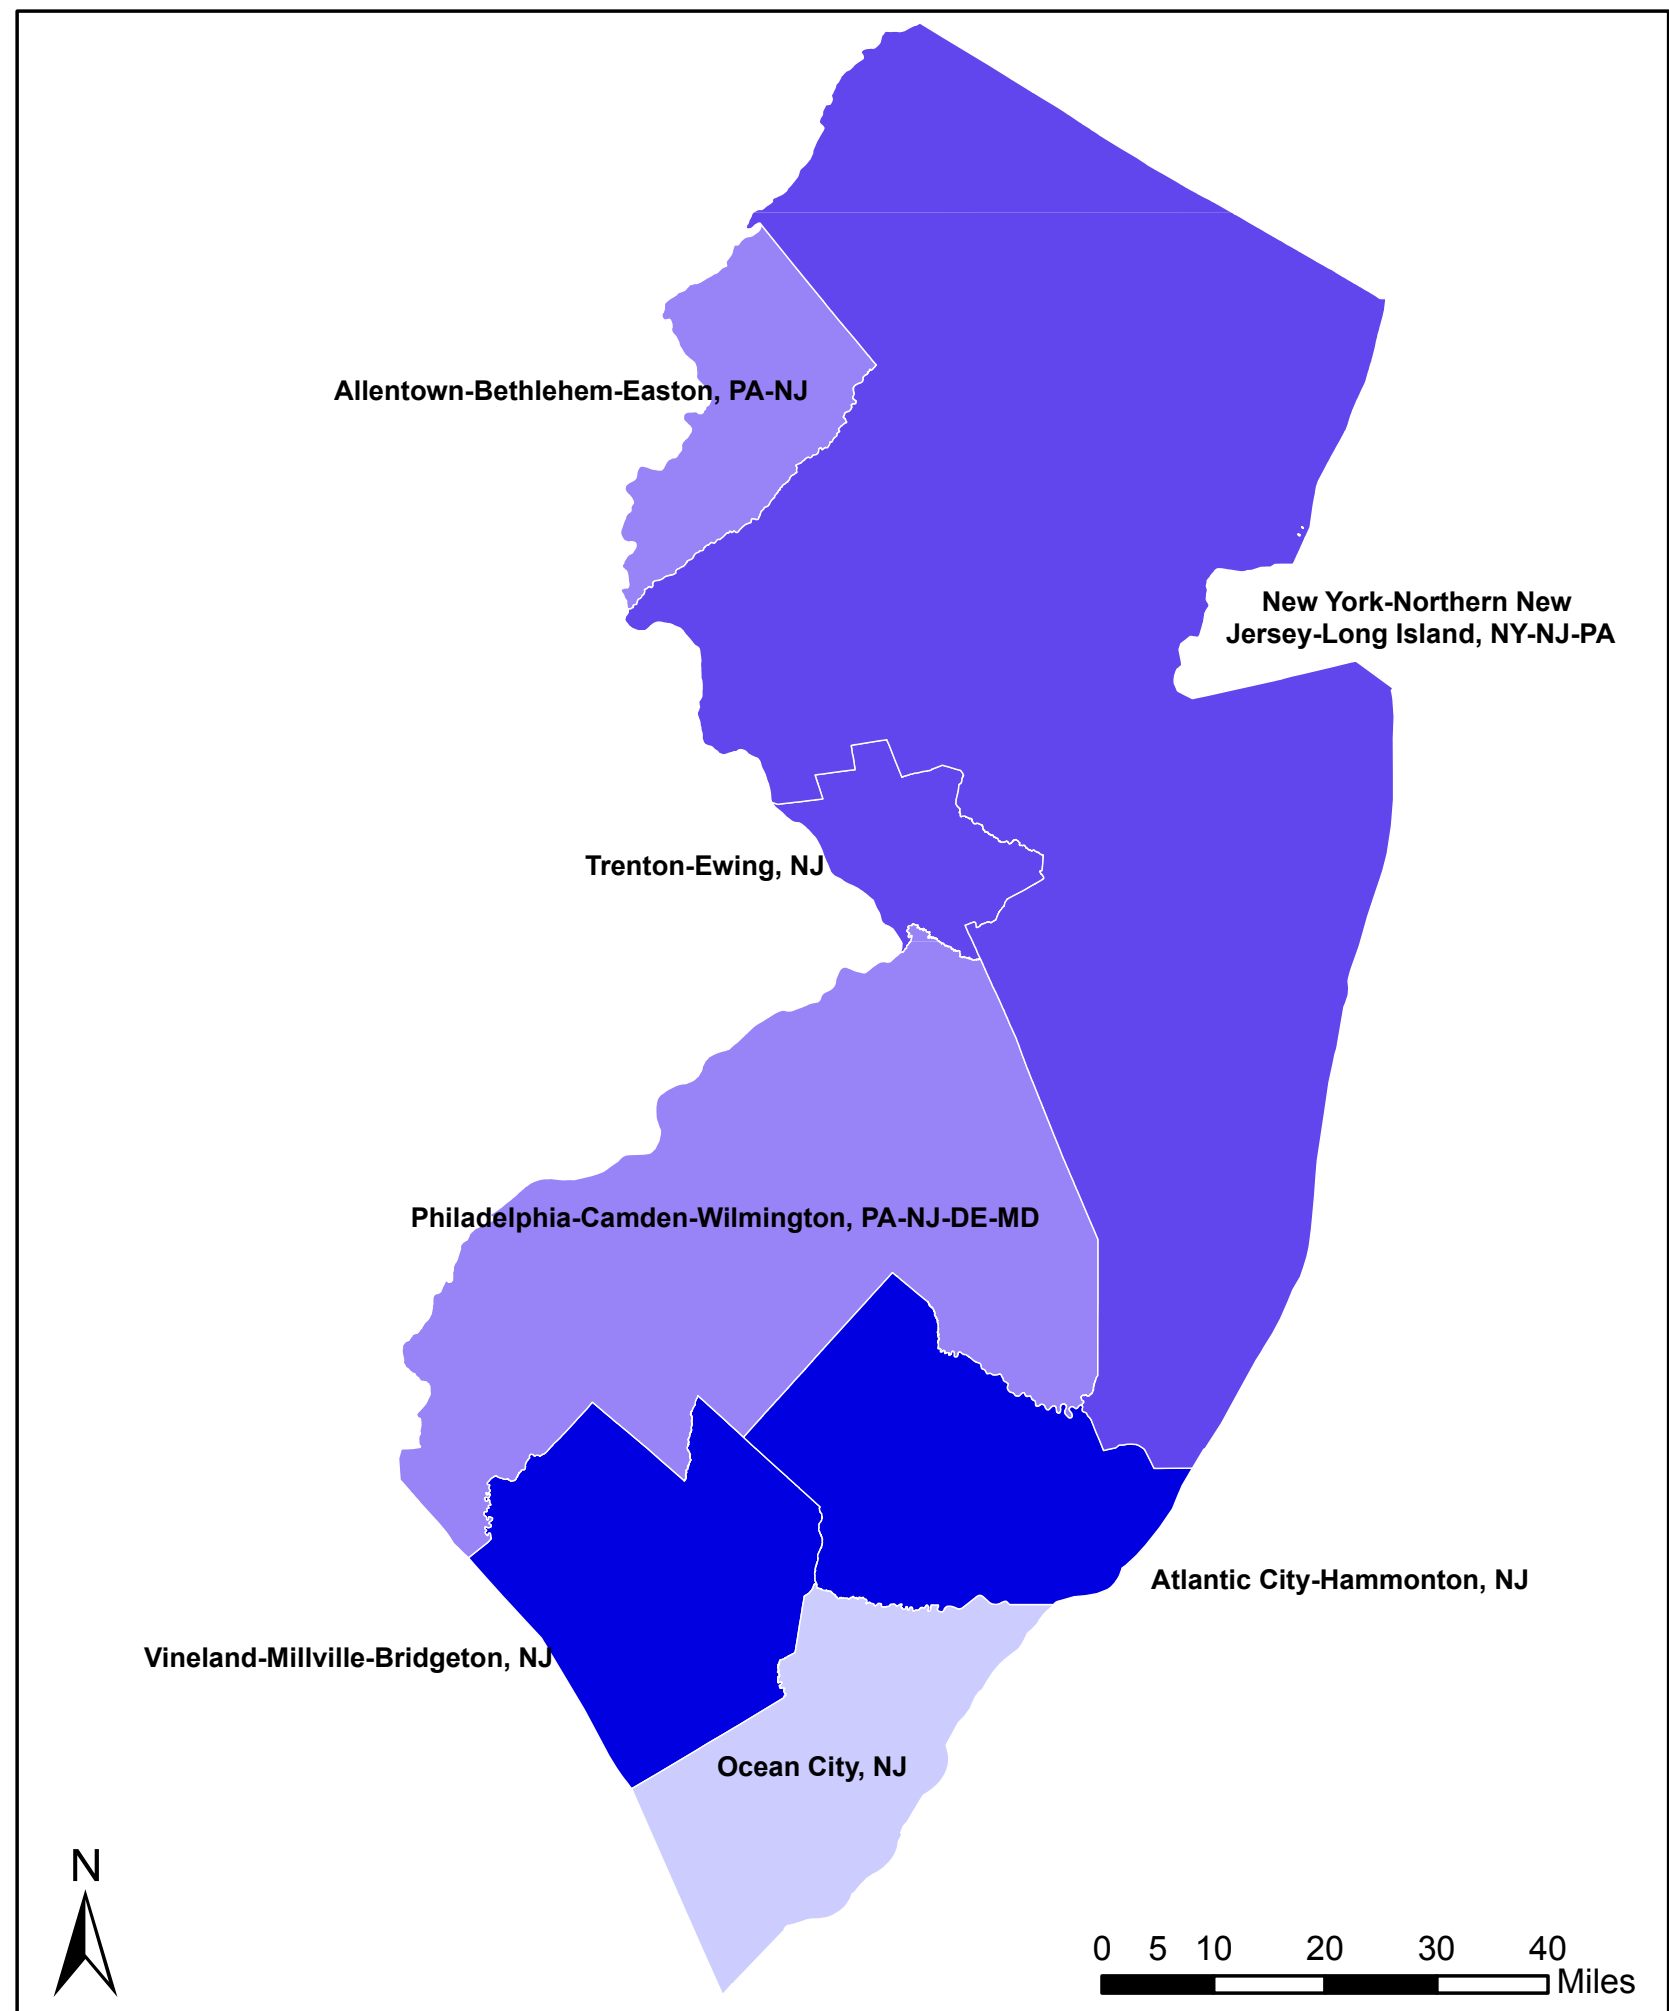 Allentown-Bethlehem-Easton, PA-NJ
New York-Northern New
Jersey-Long Island, NY-NJ-PA
Trenton-Ewing, NJ
Philadelphia-Camden-Wilmington, PA-NJ-DE-MD
Atlantic City-Hammonton, NJ
Vineland-Millville-Bridgeton, NJ
Ocean City, NJ
N
0 5 10 20 30 40
Miles